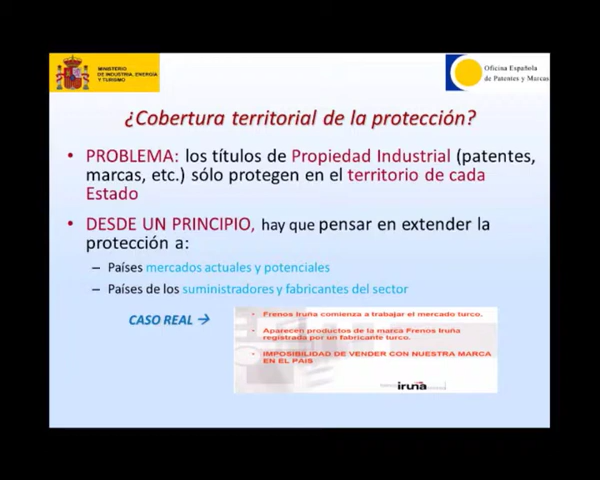 MINISTERIO
DE INDUSTRIA, ENERGÍA
Y TURISMO
Oficina Española
de Patentes y Marcas
¿Cobertura territorial de la protección?
• PROBLEMA: los títulos de Propiedad Industrial (patentes,
marcas, etc.) sólo protegen en el territorio de cada
Estado
• DESDE UN PRINCIPIO, hay que pensar en extender la
protección a:
– Países mercados actuales y potenciales
– Países de los suministradores y fabricantes del sector
CASO REAL →
• Frenos Iruña comienza a trabajar el mercado turco.
• Aparecen productos de la marca Frenos Iruña
registrada por un fabricante turco.
• IMPOSIBILIDAD DE VENDER CON NUESTRA MARCA
EN EL PAIS
iruña